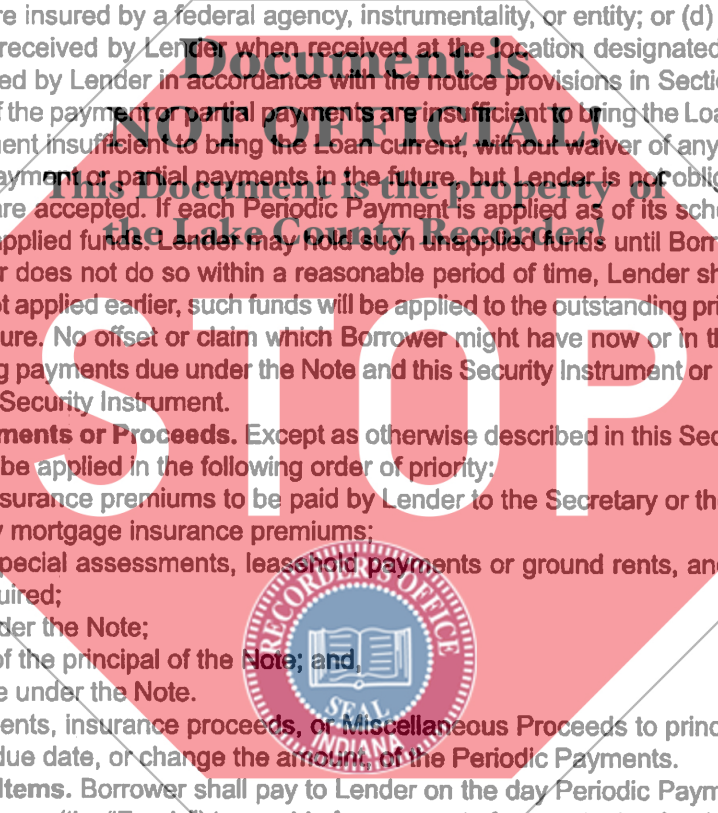 re insured by a federal agency, instrumentality, or entity; or (d)
received by Lender when received at the location designated
ed by Lender in accordance with the notice provisions in Secti
f the payment or partial payments are insufficient to bring the Loa
ent insufficient to bring the Loan current, without waiver of any
ayment or partial payments in the future, but Lender is not oblig
are accepted. If each Periodic Payment is applied as of its sche
applied funds. Lender may hold such unapplied funds until Borr
r does not do so within a reasonable period of time, Lender sh
t applied earlier, such funds will be applied to the outstanding pri
ure. No offset or claim which Borrower might have now or in th
g payments due under the Note and this Security Instrument or
Security Instrument.
ments or Proceeds. Except as otherwise described in this Sec
be applied in the following order of priority:
surance premiums to be paid by Lender to the Secretary or th
y mortgage insurance premiums;
pecial assessments, leasehold payments or ground rents, and
uired;
der the Note;
of the principal of the Note; and,
e under the Note.
ents, insurance proceeds, or Miscellaneous Proceeds to princ
due date, or change the amount, of the Periodic Payments.
Items. Borrower shall pay to Lender on the day Periodic Paym
Document is
NOT OFFICIAL!
This Document is the property of
the Lake County Recorder!
STOP
RECORDER'S OFFICE
SEAL
INDIANA